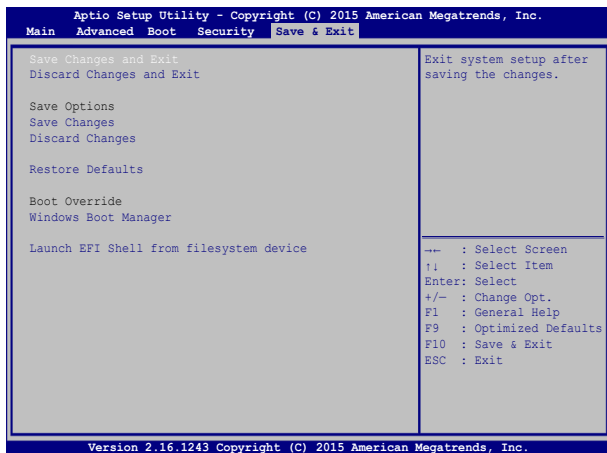 Aptio Setup Utility - Copyright (C) 2015 American Megatrends, Inc.
Main Advanced Boot Security Save & Exit
Save Changes and Exit
Discard Changes and Exit
Save Options
Save Changes
Discard Changes
Restore Defaults
Boot Override
Windows Boot Manager
Launch EFI Shell from filesystem device
Exit system setup after
saving the changes.
→← : Select Screen
↑↓ : Select Item
Enter: Select
+/— : Change Opt.
F1 : General Help
F9 : Optimized Defaults
F10 : Save & Exit
ESC : Exit
Version 2.16.1243 Copyright (C) 2015 American Megatrends, Inc.